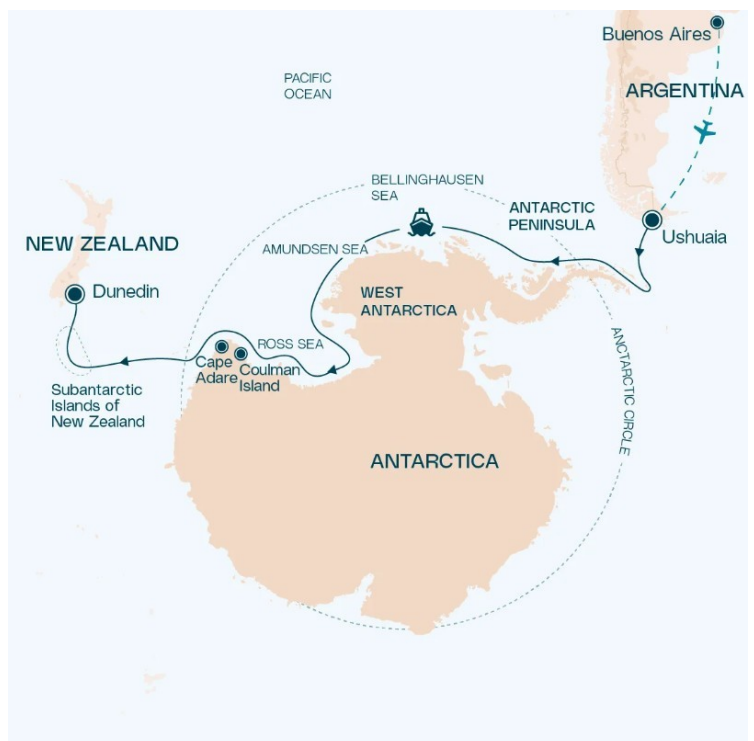 Buenos Aires
ARGENTINA
PACIFIC
OCEAN
BELLINGHAUSEN
SEA
ANTARCTIC
PENINSULA
Ushuaia
NEW ZEALAND
AMUNDSEN SEA
Dunedin
WEST
ANTARCTICA
ROSS SEA
Cape
Adare
Coulman
Island
Subantarctic
Islands of
New Zealand
ANCTARCTIC CIRCLE
ANTARCTICA